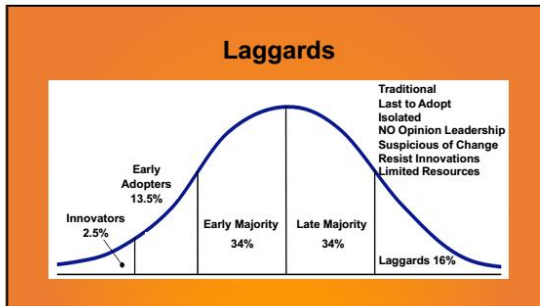 Laggards
Traditional
Last to Adopt
Isolated
NO Opinion Leadership
Suspicious of Change
Resist Innovations
Limited Resources
Early
Adopters
13.5%
Innovators
2.5%
Early Majority
34%
Late Majority
34%
Laggards 16%